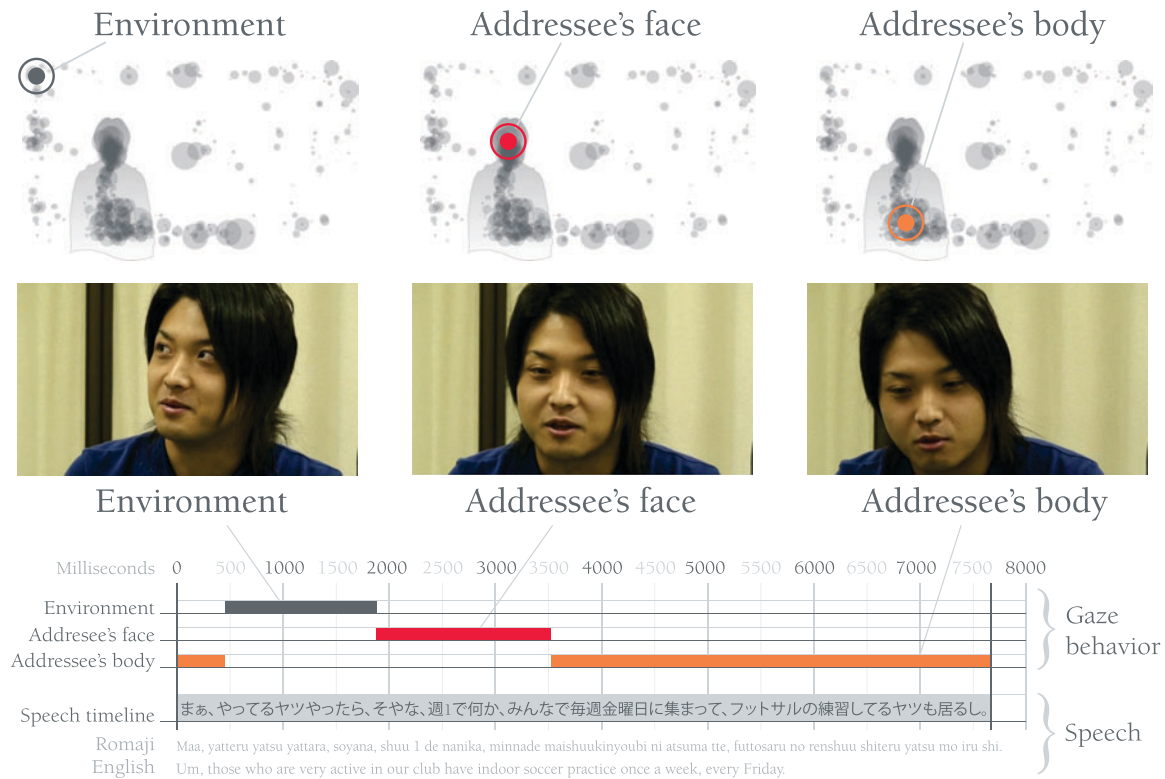 Environment
Addressee's face
Addressee's body
Environment
Addressee's face
Addressee's body
Milliseconds 0 500 1000 1500 2000 2500 3000 3500 4000 4500 5000 5500 6000 6500 7000 7500 8000
Environment
Addresee's face
Addressee's body
Gaze
behavior
Speech timeline まぁ、やってるヤツやったら、そやな、週1で何か、みんなで毎週金曜日に集まって、フットサルの練習してるヤツも居るし。
Romaji Maa, yatteru yatsu yattara, soyana, shuu 1 de nanika, minnade maishuukinyoubi ni atsuma tte, futtosaru no renshuu shiteru yatsu mo iru shi.
English Um, those who are very active in our club have indoor soccer practice once a week, every Friday.
Speech